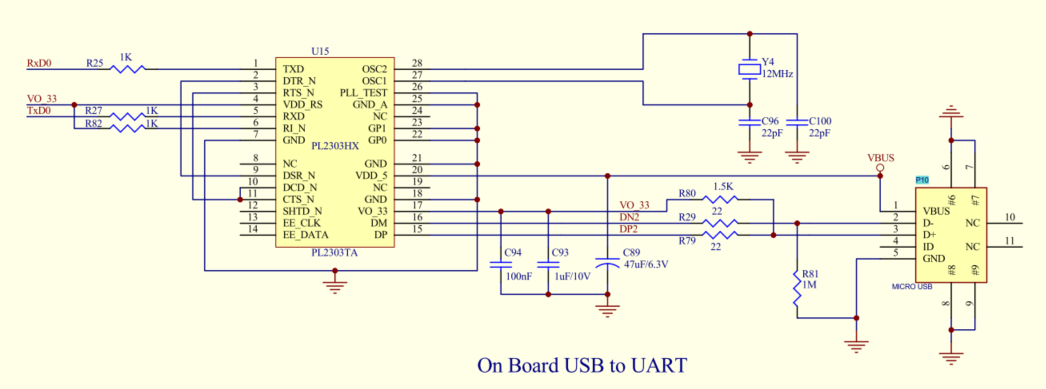 U15
RxD0 R25 1K 1 TXD OSC2 28
2 DTR_N OSC1 27
3 RTS_N PLL_TEST 26
VO_33 4 VDD_RS GND_A 25
TxD0 R27 1K 5 RXD NC 24
R82 1K 6 RI_N GP1 23
7 GND GP0 22
PL2303HX
8 NC GND 21
9 DSR_N VDD_5 20
10 DCD_N NC 19
11 CTS_N GND 18
12 SHTD_N VO_33 17 VO_33
13 EE_CLK DM 16 DN2
14 EE_DATA DP 15 DP2
PL2303TA
Y4
12MHz
C96
22pF
C100
22pF
VBUS
R80 1.5K
R29 22
R79 22
C94
100nF
C93
1uF/10V
C89
47uF/6.3V
R81
1M
P10
6 7
#6 #7
1 VBUS
2 D- NC 10
3 D+
4 ID NC 11
5 GND
#8 #9
8 9
MICRO USB
On Board USB to UART